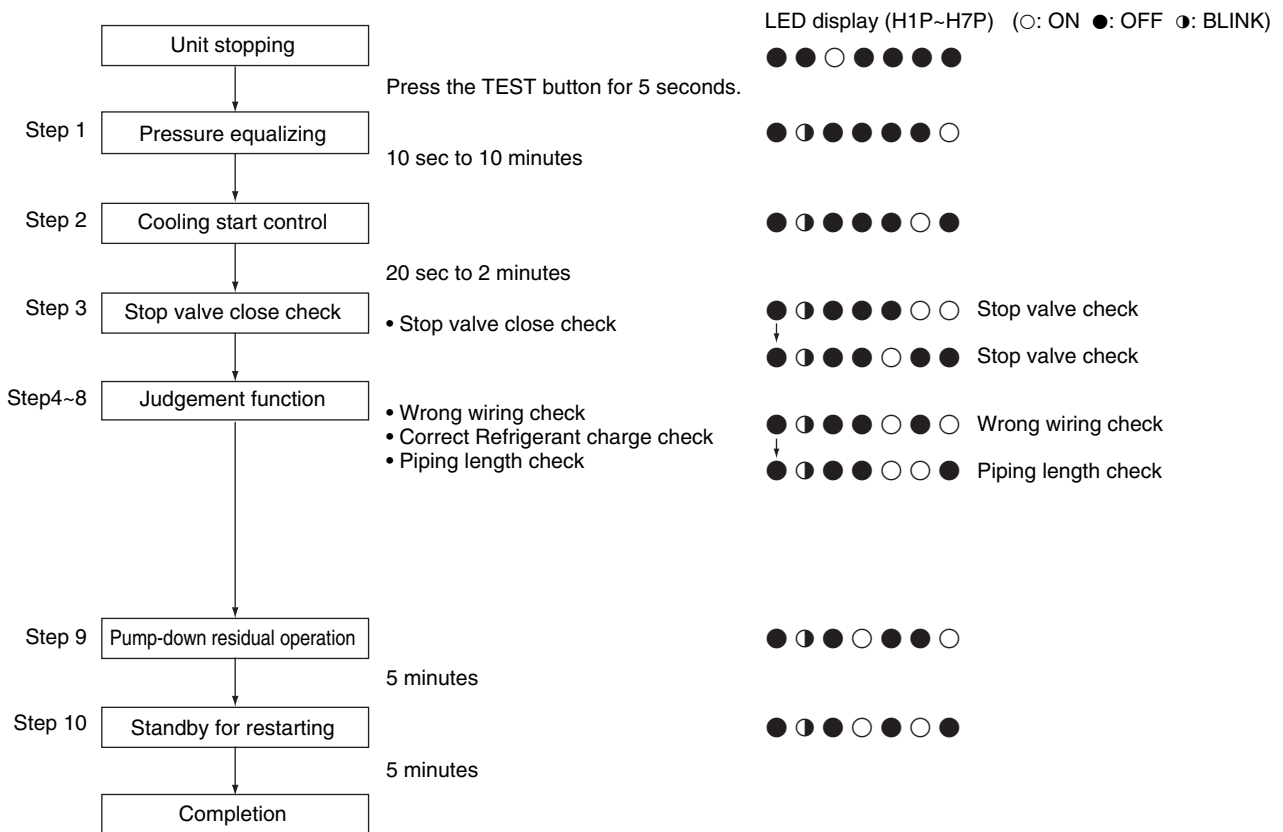 LED display (H1P~H7P) (○: ON ●: OFF ◑: BLINK)
Unit stopping
●●○●●●●
Press the TEST button for 5 seconds.
Step 1 Pressure equalizing
●◑●●●●○
10 sec to 10 minutes
Step 2 Cooling start control
●◑●●●○●
20 sec to 2 minutes
Step 3 Stop valve close check
• Stop valve close check
●◑●●●○○ Stop valve check
●◑●●○●● Stop valve check
Step4~8 Judgement function
• Wrong wiring check
• Correct Refrigerant charge check
• Piping length check
●◑●●○●○ Wrong wiring check
●◑●●○○● Piping length check
Step 9 Pump-down residual operation
●◑●○●●○
5 minutes
Step 10 Standby for restarting
●◑●○●○●
5 minutes
Completion